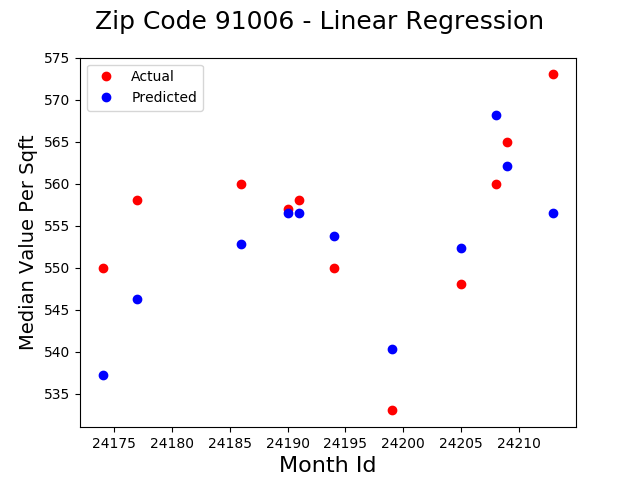 Zip Code 91006 - Linear Regression
Actual
Predicted
575
570
565
560
555
550
545
540
535
Median Value Per Sqft
24175 24180 24185 24190 24195 24200 24205 24210
Month Id